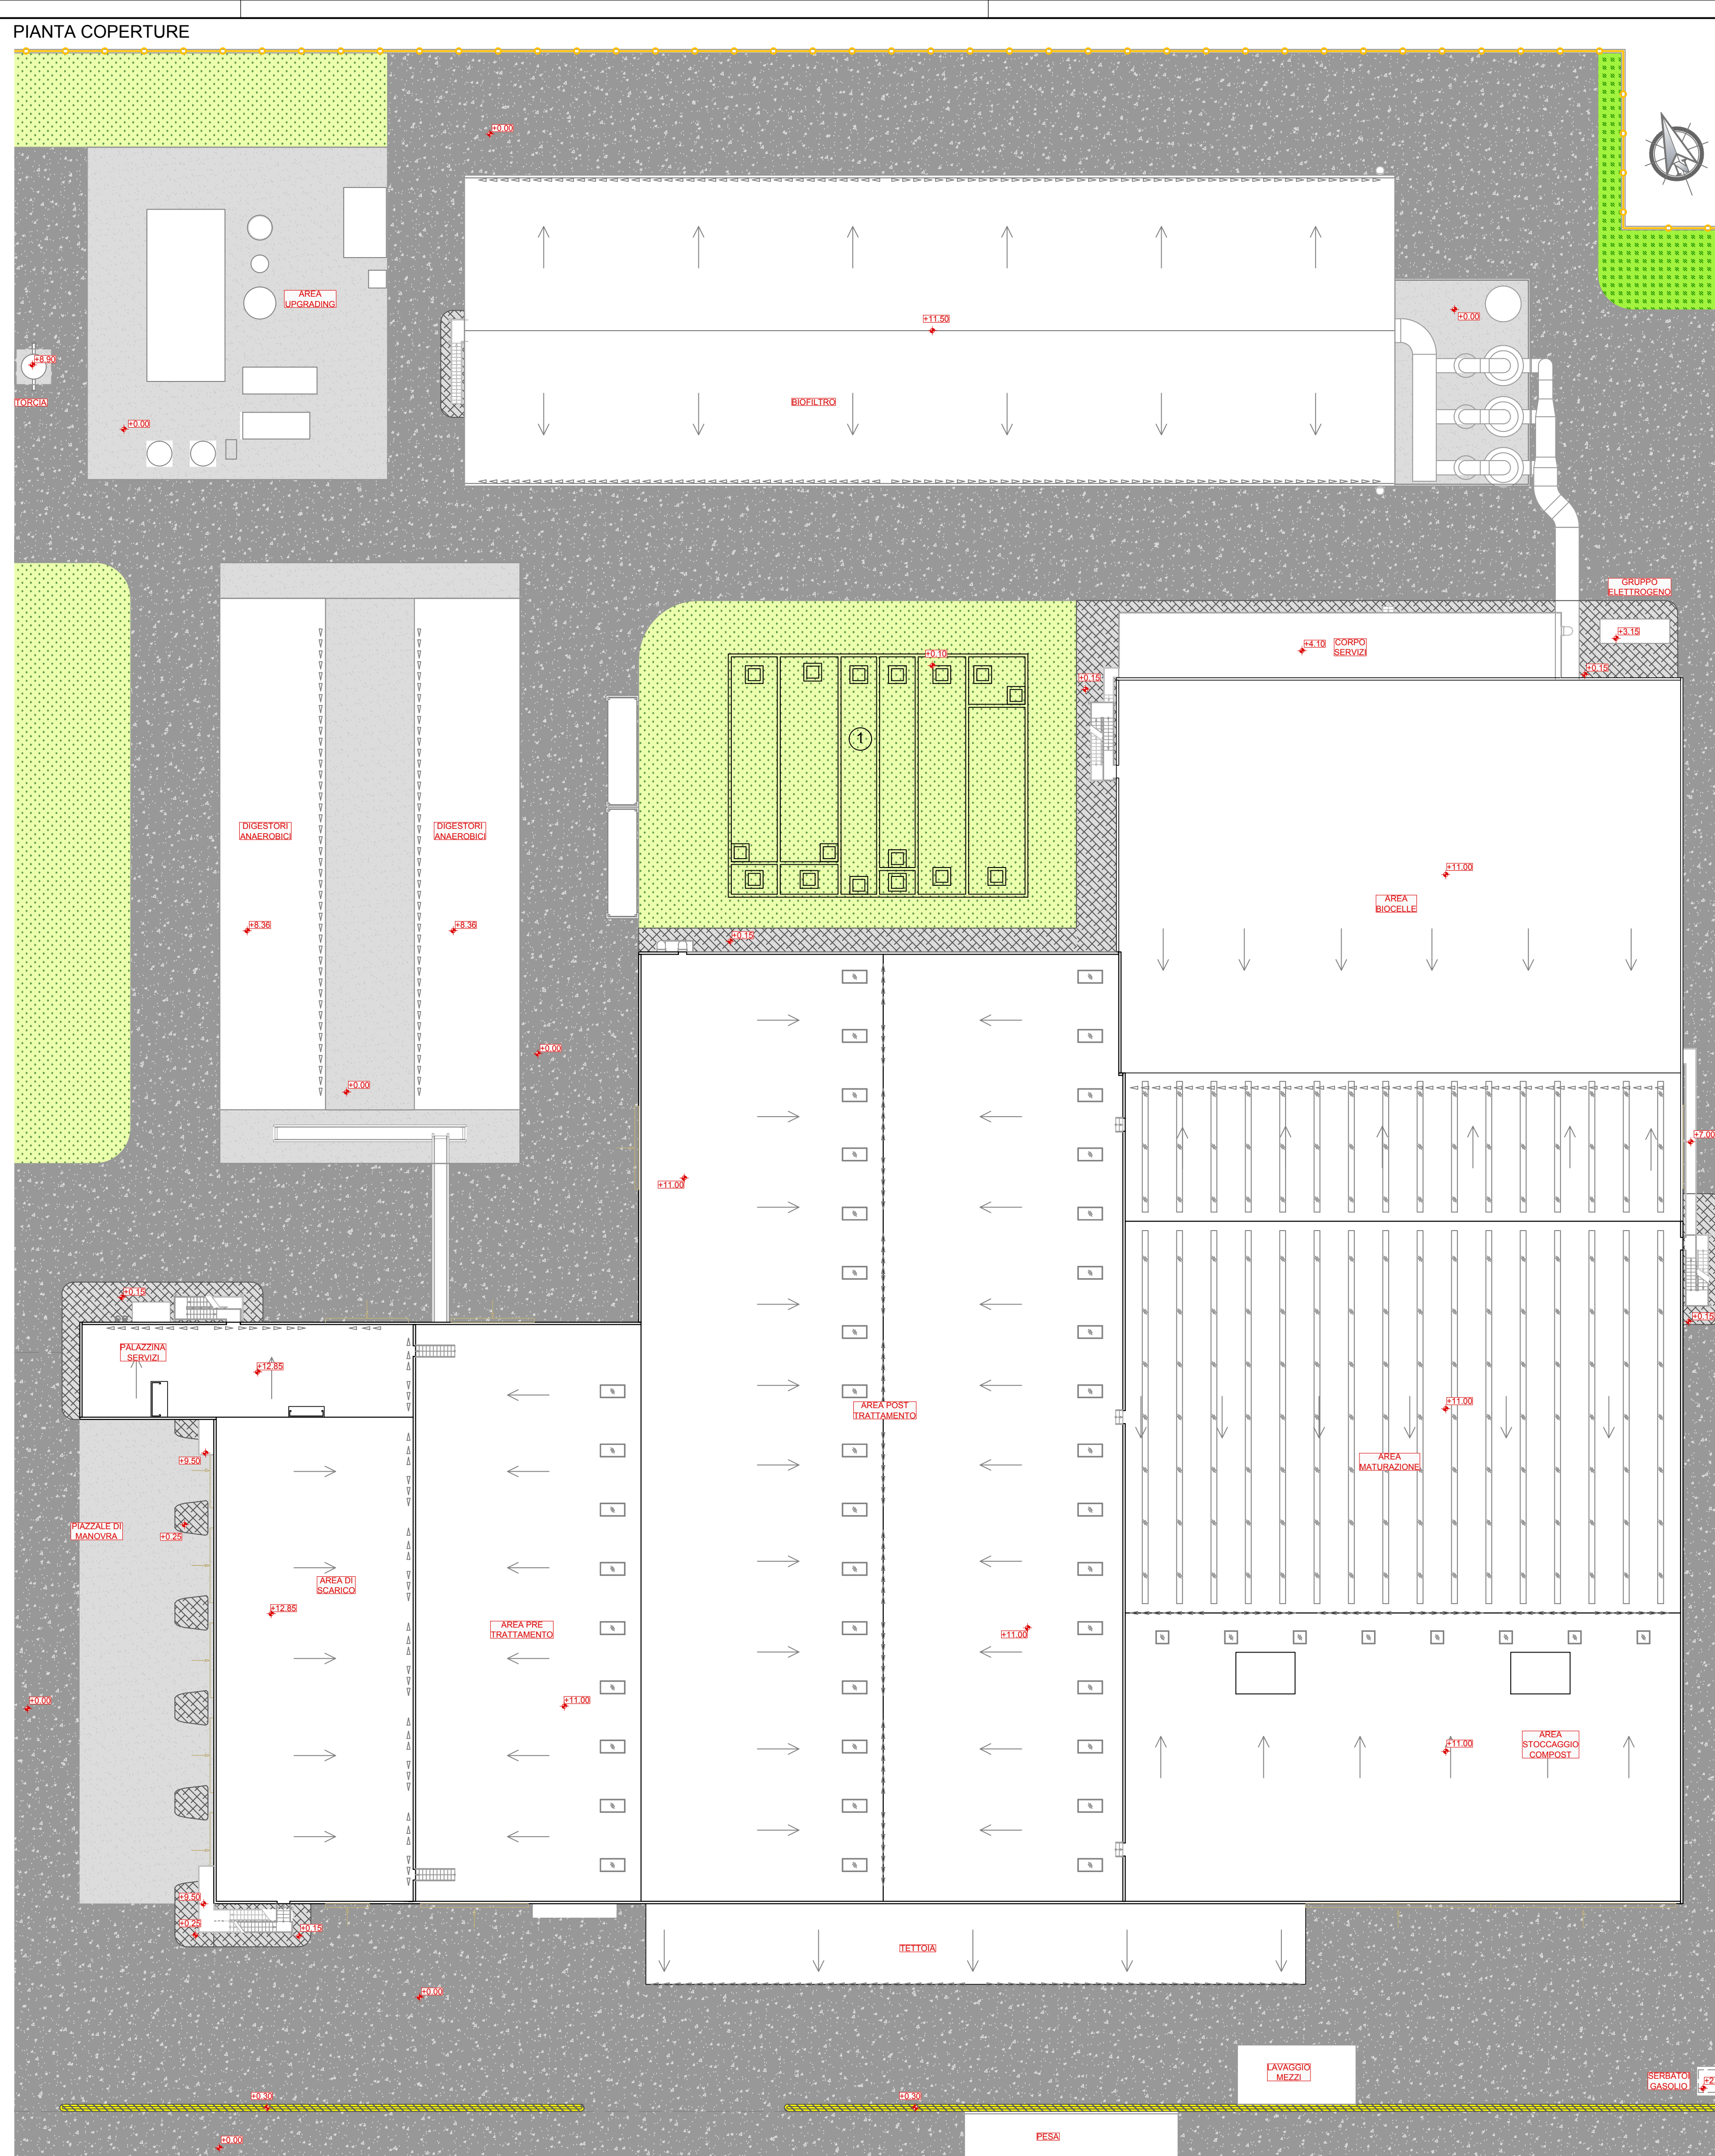 PIANTA COPERTURE
+0.00
AREA
UPGRADING
+11.50
+0.00
+8.90
TORCIA
BIOFILTRO
+0.00
GRUPPO
ELETTROGENO
+3.15
+4.10
CORPO
SERVIZI
+0.10
+0.15
+0.15
1
DIGESTORI
ANAEROBICI
DIGESTORI
ANAEROBICI
+11.00
AREA
BIOCELLE
+8.36
+8.36
+0.15
+0.00
+0.00
+7.00
+11.00
+0.15
+0.15
PALAZZINA
SERVIZI
+12.85
AREA POST
TRATTAMENTO
+11.00
AREA
MATURAZIONE
+9.50
PIAZZALE DI
MANOVRA
+0.25
AREA DI
SCARICO
+12.85
AREA PRE
TRATTAMENTO
+11.00
+0.00
+11.00
AREA
STOCCAGGIO
COMPOST
+11.00
+9.50
+0.25
+0.15
TETTOIA
+0.00
LAVAGGIO
MEZZI
SERBATOI
GASOLIO
+0.30
+0.30
PESA
+0.00